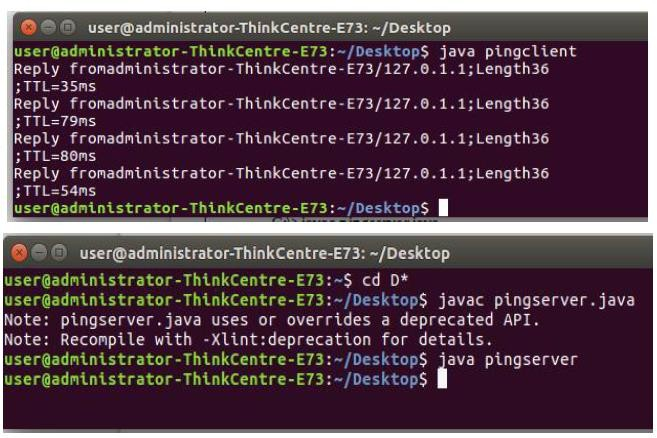 user@administrator-ThinkCentre-E73: ~/Desktop
user@administrator-ThinkCentre-E73:~/Desktop$ java pingclient
Reply fromadministrator-ThinkCentre-E73/127.0.1.1;Length36
;TTL=35ms
Reply fromadministrator-ThinkCentre-E73/127.0.1.1;Length36
;TTL=79ms
Reply fromadministrator-ThinkCentre-E73/127.0.1.1;Length36
;TTL=80ms
Reply fromadministrator-ThinkCentre-E73/127.0.1.1;Length36
;TTL=54ms
user@administrator-ThinkCentre-E73:~/Desktop$
user@administrator-ThinkCentre-E73: ~/Desktop
user@administrator-ThinkCentre-E73:~$ cd D*
user@administrator-ThinkCentre-E73:~/Desktop$ javac pingserver.java
Note: pingserver.java uses or overrides a deprecated API.
Note: Recompile with -Xlint:deprecation for details.
user@administrator-ThinkCentre-E73:~/Desktop$ java pingserver
user@administrator-ThinkCentre-E73:~/Desktop$